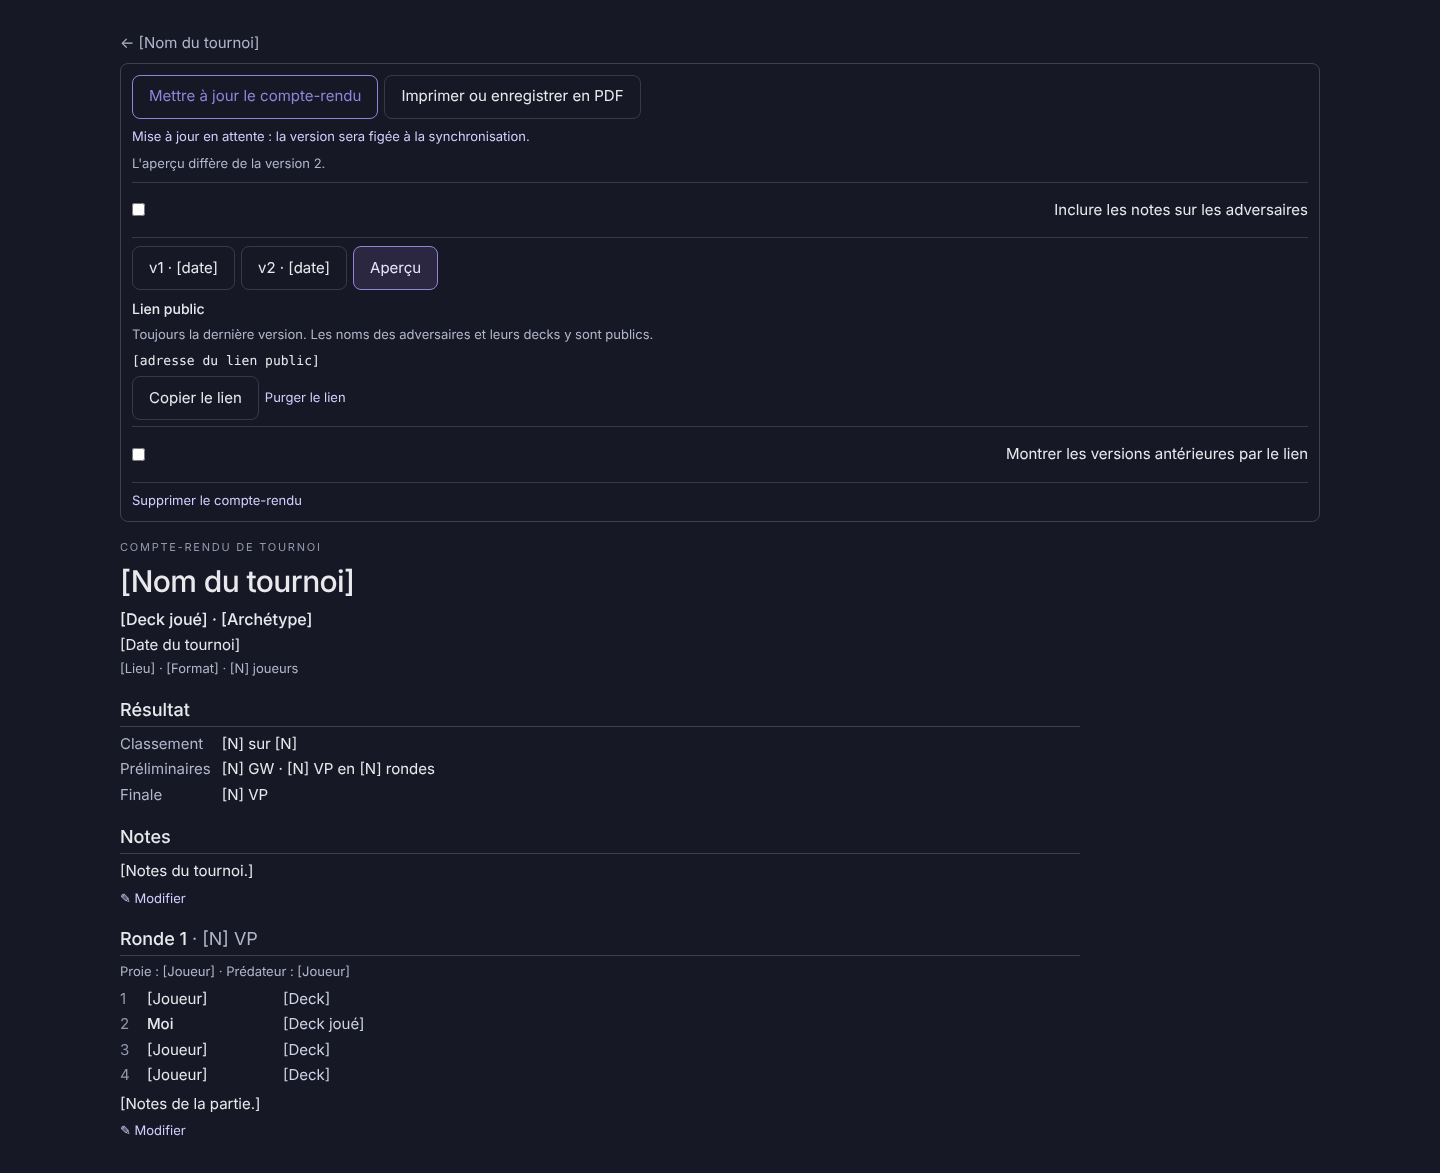 ← [Nom du tournoi]
Mettre à jour le compte-rendu Imprimer ou enregistrer en PDF
Mise à jour en attente : la version sera figée à la synchronisation.
L'aperçu diffère de la version 2.
Inclure les notes sur les adversaires
v1 · [date] v2 · [date] Aperçu
Lien public
Toujours la dernière version. Les noms des adversaires et leurs decks y sont publics.
[adresse du lien public]
Copier le lien Purger le lien
Montrer les versions antérieures par le lien
Supprimer le compte-rendu
COMPTE-RENDU DE TOURNOI
[Nom du tournoi]
[Deck joué] · [Archétype]
[Date du tournoi]
[Lieu] · [Format] · [N] joueurs
Résultat
Classement [N] sur [N]
Préliminaires [N] GW · [N] VP en [N] rondes
Finale [N] VP
Notes
[Notes du tournoi.]
✎ Modifier
Ronde 1 · [N] VP
Proie : [Joueur] · Prédateur : [Joueur]
1 [Joueur] [Deck]
2 Moi [Deck joué]
3 [Joueur] [Deck]
4 [Joueur] [Deck]
[Notes de la partie.]
✎ Modifier